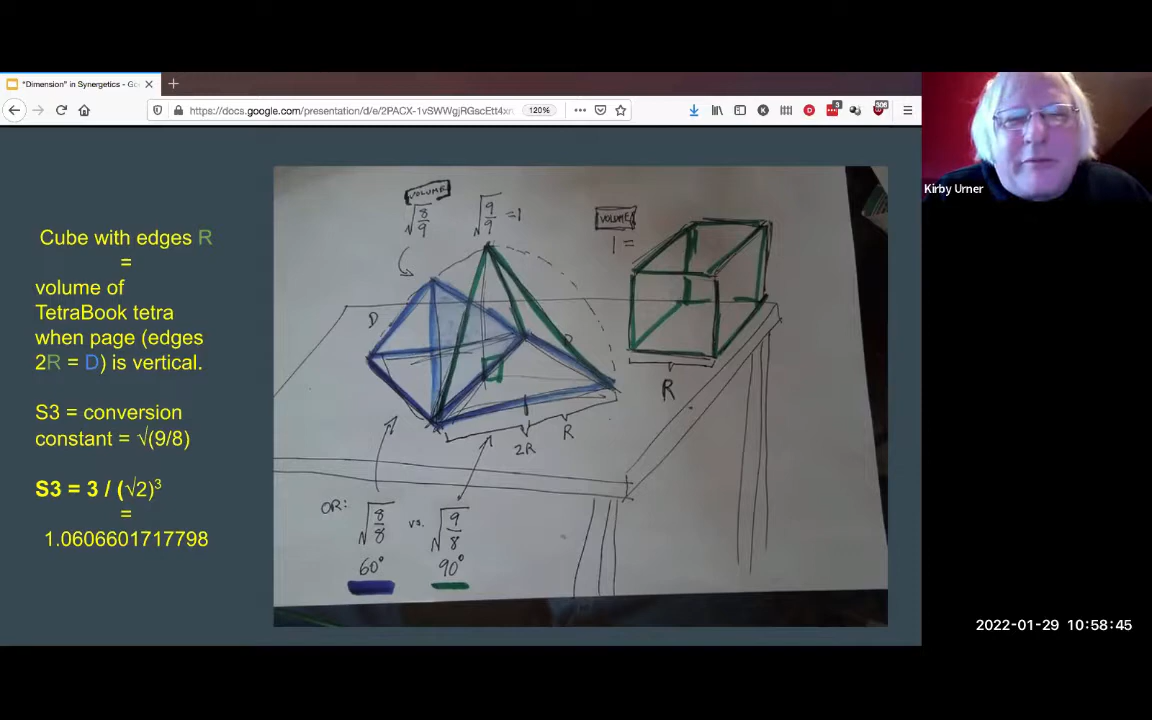 "Dimension" in Synergetics - Go
https://docs.google.com/presentation/d/e/2PACX-1vSWWgjRGscEtt4x
120%
3
506
Kirby Urner
Cube with edges R
=
volume of
TetraBook tetra
when page (edges
2R = D) is vertical.
S3 = conversion
constant = √(9/8)
S3 = 3 / (√2)³
=
1.0606601717798
VOLUME
√8/9
√9/9 = 1
VOLUME
1 =
D
R
2R
R
OR:
√8/8
vs.
√9/8
60°
90°
2022-01-29 10:58:45